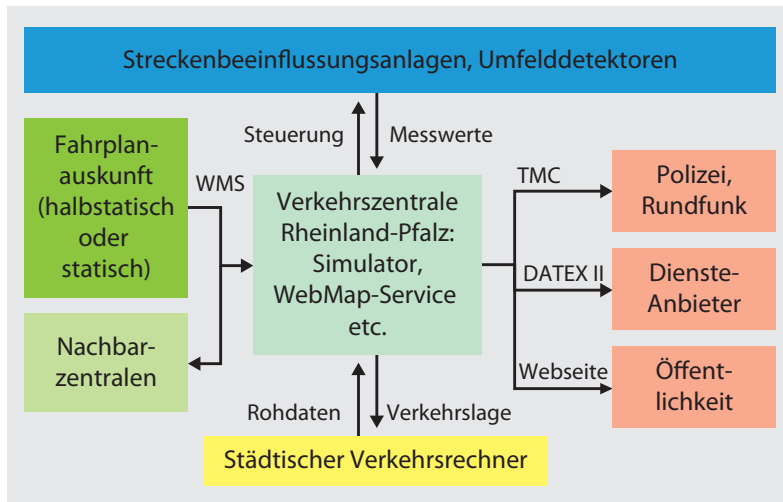 Streckenbeeinflussungsanlagen, Umfelddetektoren
Steuerung
Messwerte
Fahrplan-
auskunft
(halbstatisch
oder
statisch)
WMS
Verkehrszentrale
Rheinland-Pfalz:
Simulator,
WebMap-Service
etc.
TMC
Polizei,
Rundfunk
DATEX II
Dienste-
Anbieter
Nachbar-
zentralen
Webseite
Öffent-
lichkeit
Rohdaten
Verkehrslage
Städtischer Verkehrsrechner